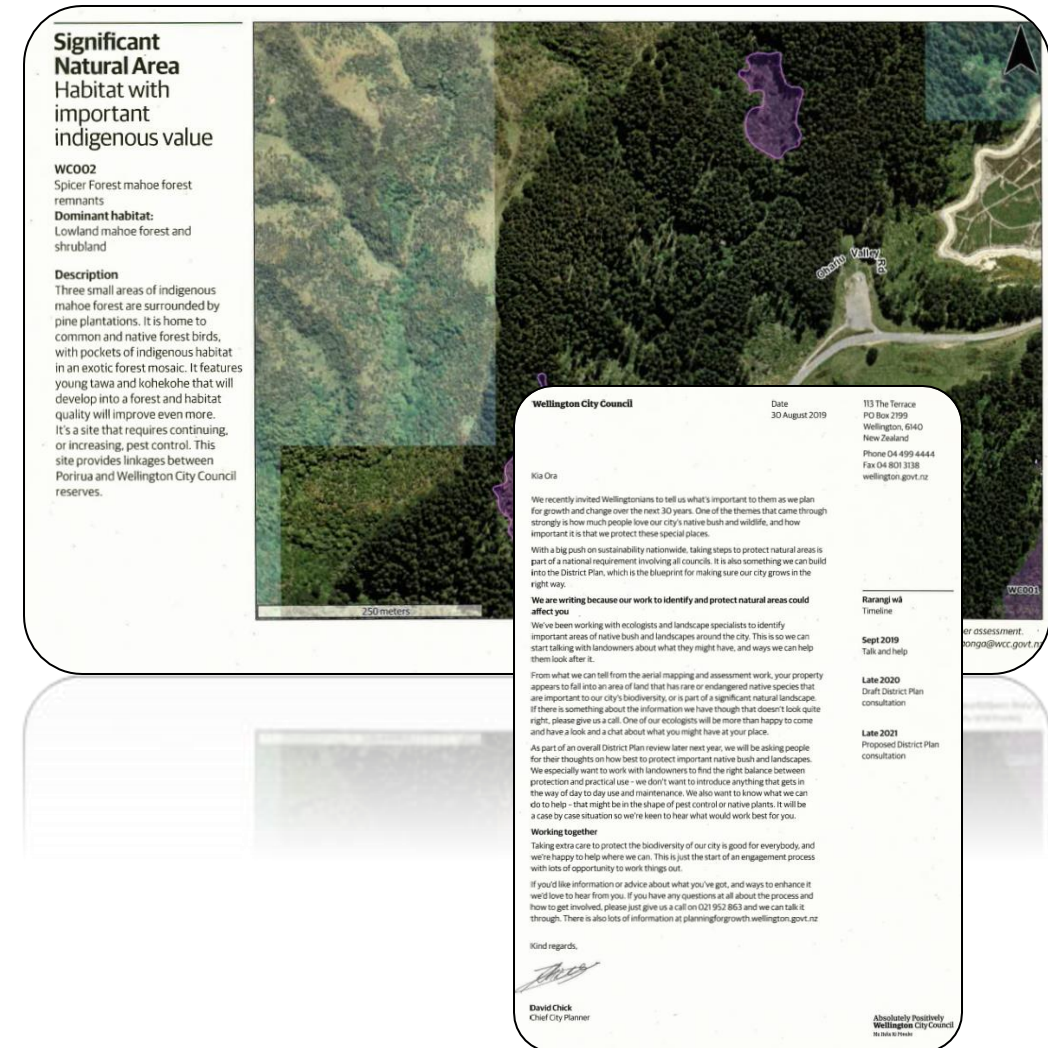 Significant
Natural Area
Habitat with
important
indigenous value
WC002
Spicer Forest mahoe forest
remnants
Dominant habitat:
Lowland mahoe forest and
shrubland
Description
Three small areas of indigenous
mahoe forest are surrounded by
pine plantations. It is home to
common and native forest birds,
with pockets of indigenous habitat
in an exotic forest mosaic. It features
young tawa and kohekohe that will
develop into a forest and habitat
quality will improve even more.
It's a site that requires continuing,
or increasing, pest control. This
site provides linkages between
Porirua and Wellington City Council
reserves.
Ohariu Valley Rd
250 meters
WC001
er assessment.
onga@wcc.govt.n
Wellington City Council
Date
30 August 2019
113 The Terrace
PO Box 2199
Wellington, 6140
New Zealand
Phone 04 499 4444
Fax 04 801 3138
wellington.govt.nz
Kia Ora
We recently invited Wellingtonians to tell us what's important to them as we plan
for growth and change over the next 30 years. One of the themes that came through
strongly is how much people love our city's native bush and wildlife, and how
important it is that we protect these special places.
With a big push on sustainability nationwide, taking steps to protect natural areas is
part of a national requirement involving all councils. It is also something we can build
into the District Plan, which is the blueprint for making sure our city grows in the
right way.
We are writing because our work to identify and protect natural areas could
affect you
We've been working with ecologists and landscape specialists to identify
important areas of native bush and landscapes around the city. This is so we can
start talking with landowners about what they might have, and ways we can help
them look after it.
From what we can tell from the aerial mapping and assessment work, your property
appears to fall into an area of land that has rare or endangered native species that
are important to our city's biodiversity, or is part of a significant natural landscape.
If there is something about the information we have though that doesn't look quite
right, please give us a call. One of our ecologists will be more than happy to come
and have a look and a chat about what you might have at your place.
As part of an overall District Plan review later next year, we will be asking people
for their thoughts on how best to protect important native bush and landscapes.
We especially want to work with landowners to find the right balance between
protection and practical use - we don't want to introduce anything that gets in
the way of day to day use and maintenance. We also want to know what we can
do to help - that might be in the shape of pest control or native plants. It will be
a case by case situation so we're keen to hear what would work best for you.
Working together
Taking extra care to protect the biodiversity of our city is good for everybody, and
we're happy to help where we can. This is just the start of an engagement process
with lots of opportunity to work things out.
If you'd like information or advice about what you've got, and ways to enhance it
we'd love to hear from you. If you have any questions at all about the process and
how to get involved, please just give us a call on 021 952 863 and we can talk it
through. There is also lots of information at planningforgrowth.wellington.govt.nz
Kind regards,
David Chick
Chief City Planner
Rarangi wā
Timeline
Sept 2019
Talk and help
Late 2020
Draft District Plan
consultation
Late 2021
Proposed District Plan
consultation
Absolutely Positively
Wellington City Council
Me Heke Ki Pōneke